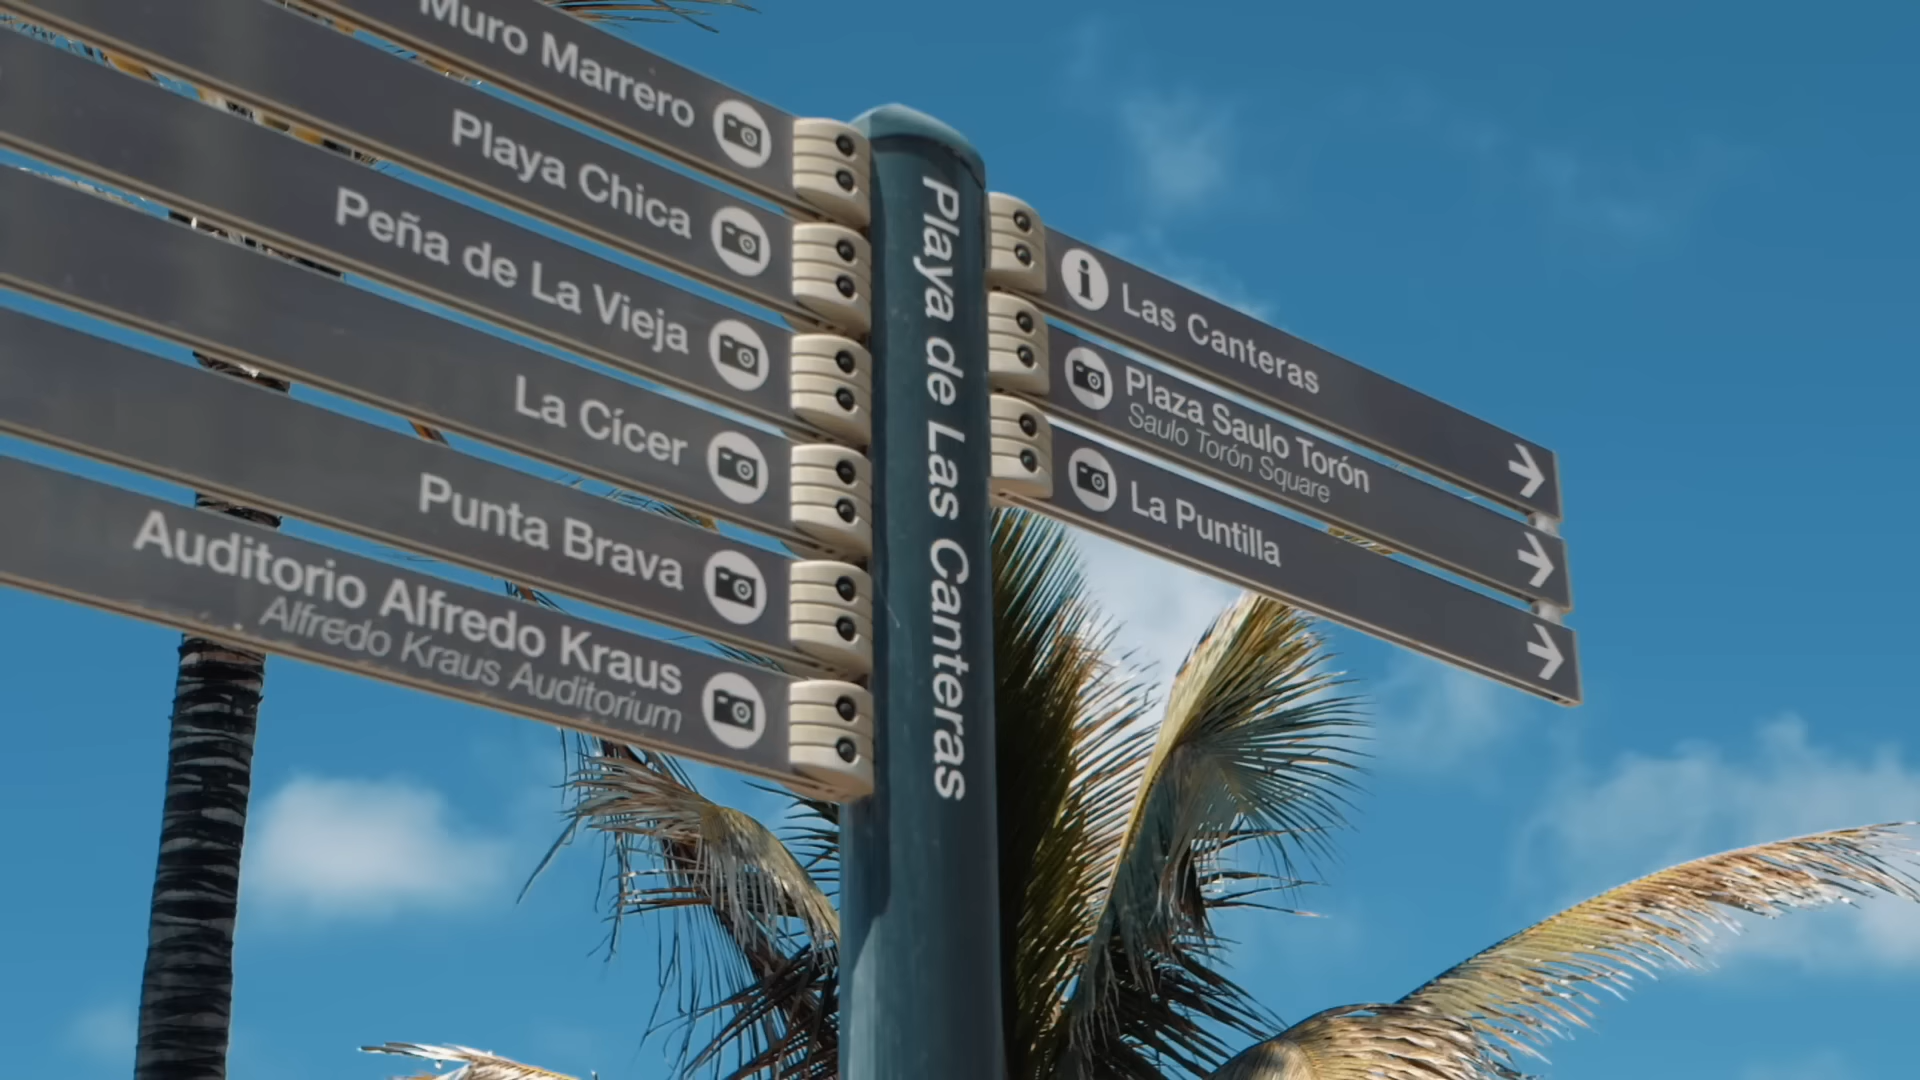 Muro Marrero
Playa Chica
Peña de La Vieja
La Cícer
Punta Brava
Auditorio Alfredo Kraus
Alfredo Kraus Auditorium
Playa de Las Canteras
i Las Canteras
Plaza Saulo Torón
Saulo Torón Square
La Puntilla